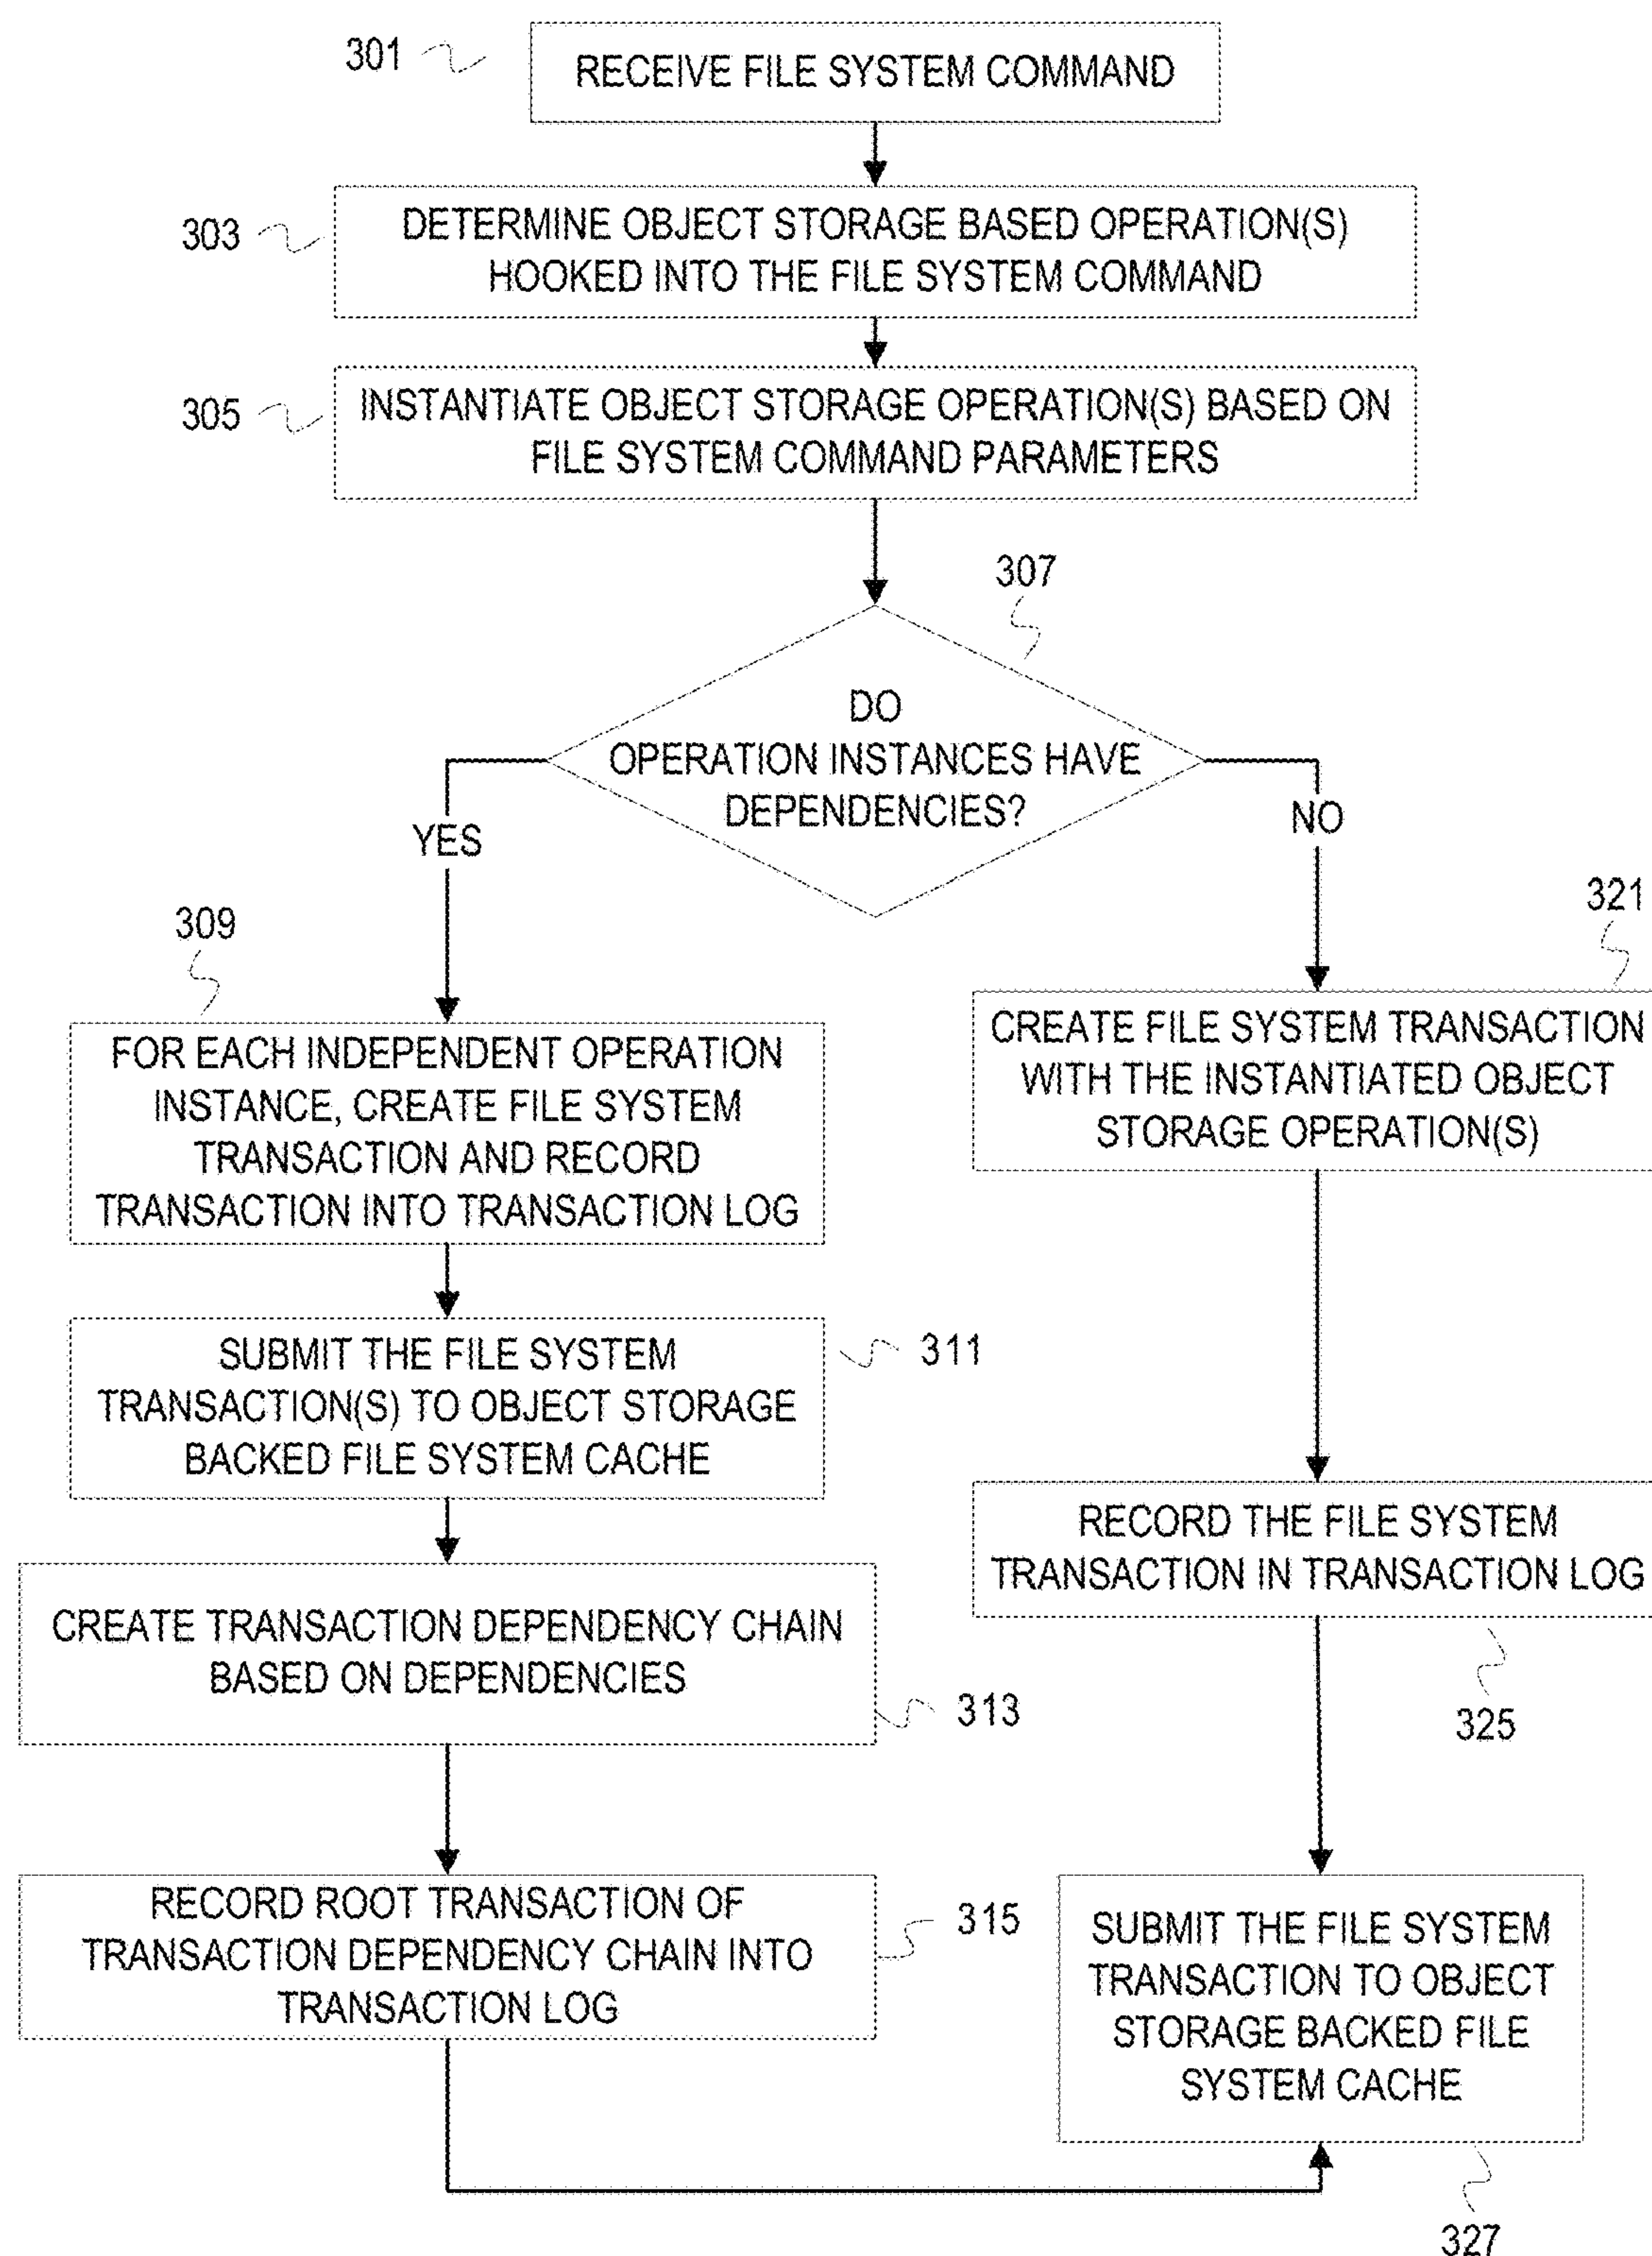 301
RECEIVE FILE SYSTEM COMMAND
303
DETERMINE OBJECT STORAGE BASED OPERATION(S)
HOOKED INTO THE FILE SYSTEM COMMAND
305
INSTANTIATE OBJECT STORAGE OPERATION(S) BASED ON
FILE SYSTEM COMMAND PARAMETERS
307
DO
OPERATION INSTANCES HAVE
DEPENDENCIES?
YES
NO
309
FOR EACH INDEPENDENT OPERATION
INSTANCE, CREATE FILE SYSTEM
TRANSACTION AND RECORD
TRANSACTION INTO TRANSACTION LOG
311
SUBMIT THE FILE SYSTEM
TRANSACTION(S) TO OBJECT STORAGE
BACKED FILE SYSTEM CACHE
CREATE TRANSACTION DEPENDENCY CHAIN
BASED ON DEPENDENCIES
313
RECORD ROOT TRANSACTION OF
TRANSACTION DEPENDENCY CHAIN INTO
TRANSACTION LOG
315
321
CREATE FILE SYSTEM TRANSACTION
WITH THE INSTANTIATED OBJECT
STORAGE OPERATION(S)
RECORD THE FILE SYSTEM
TRANSACTION IN TRANSACTION LOG
325
SUBMIT THE FILE SYSTEM
TRANSACTION TO OBJECT
STORAGE BACKED FILE
SYSTEM CACHE
327